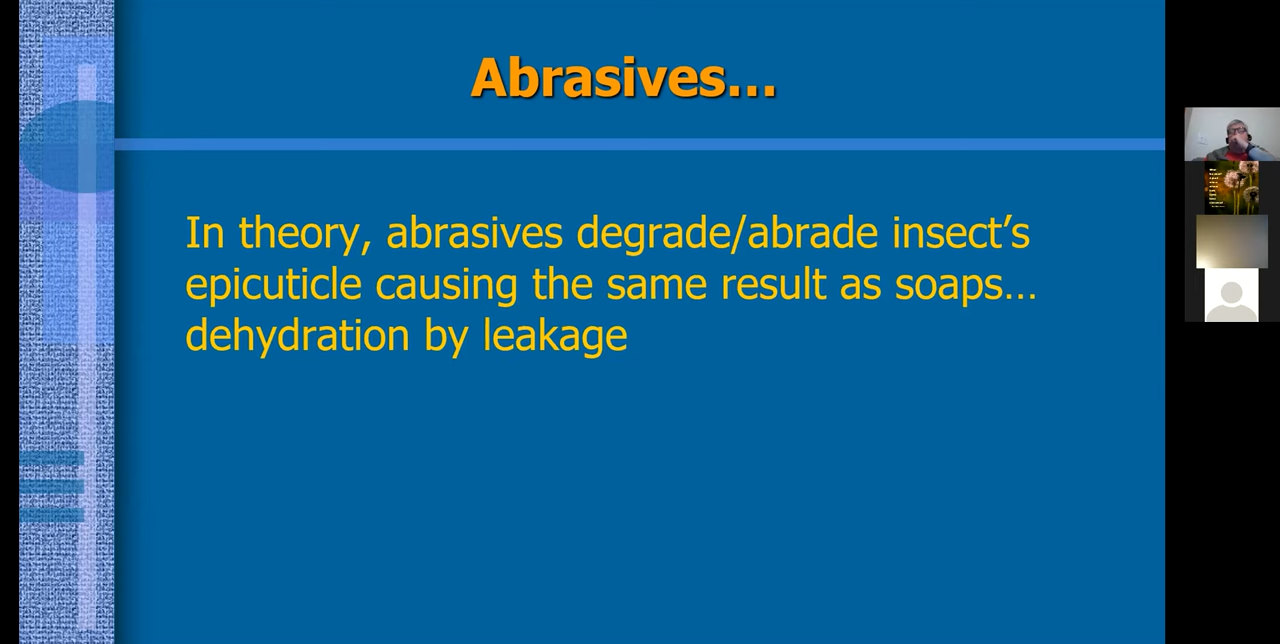 Abrasives...
In theory, abrasives degrade/abrade insect’s
epicuticle causing the same result as soaps...
dehydration by leakage